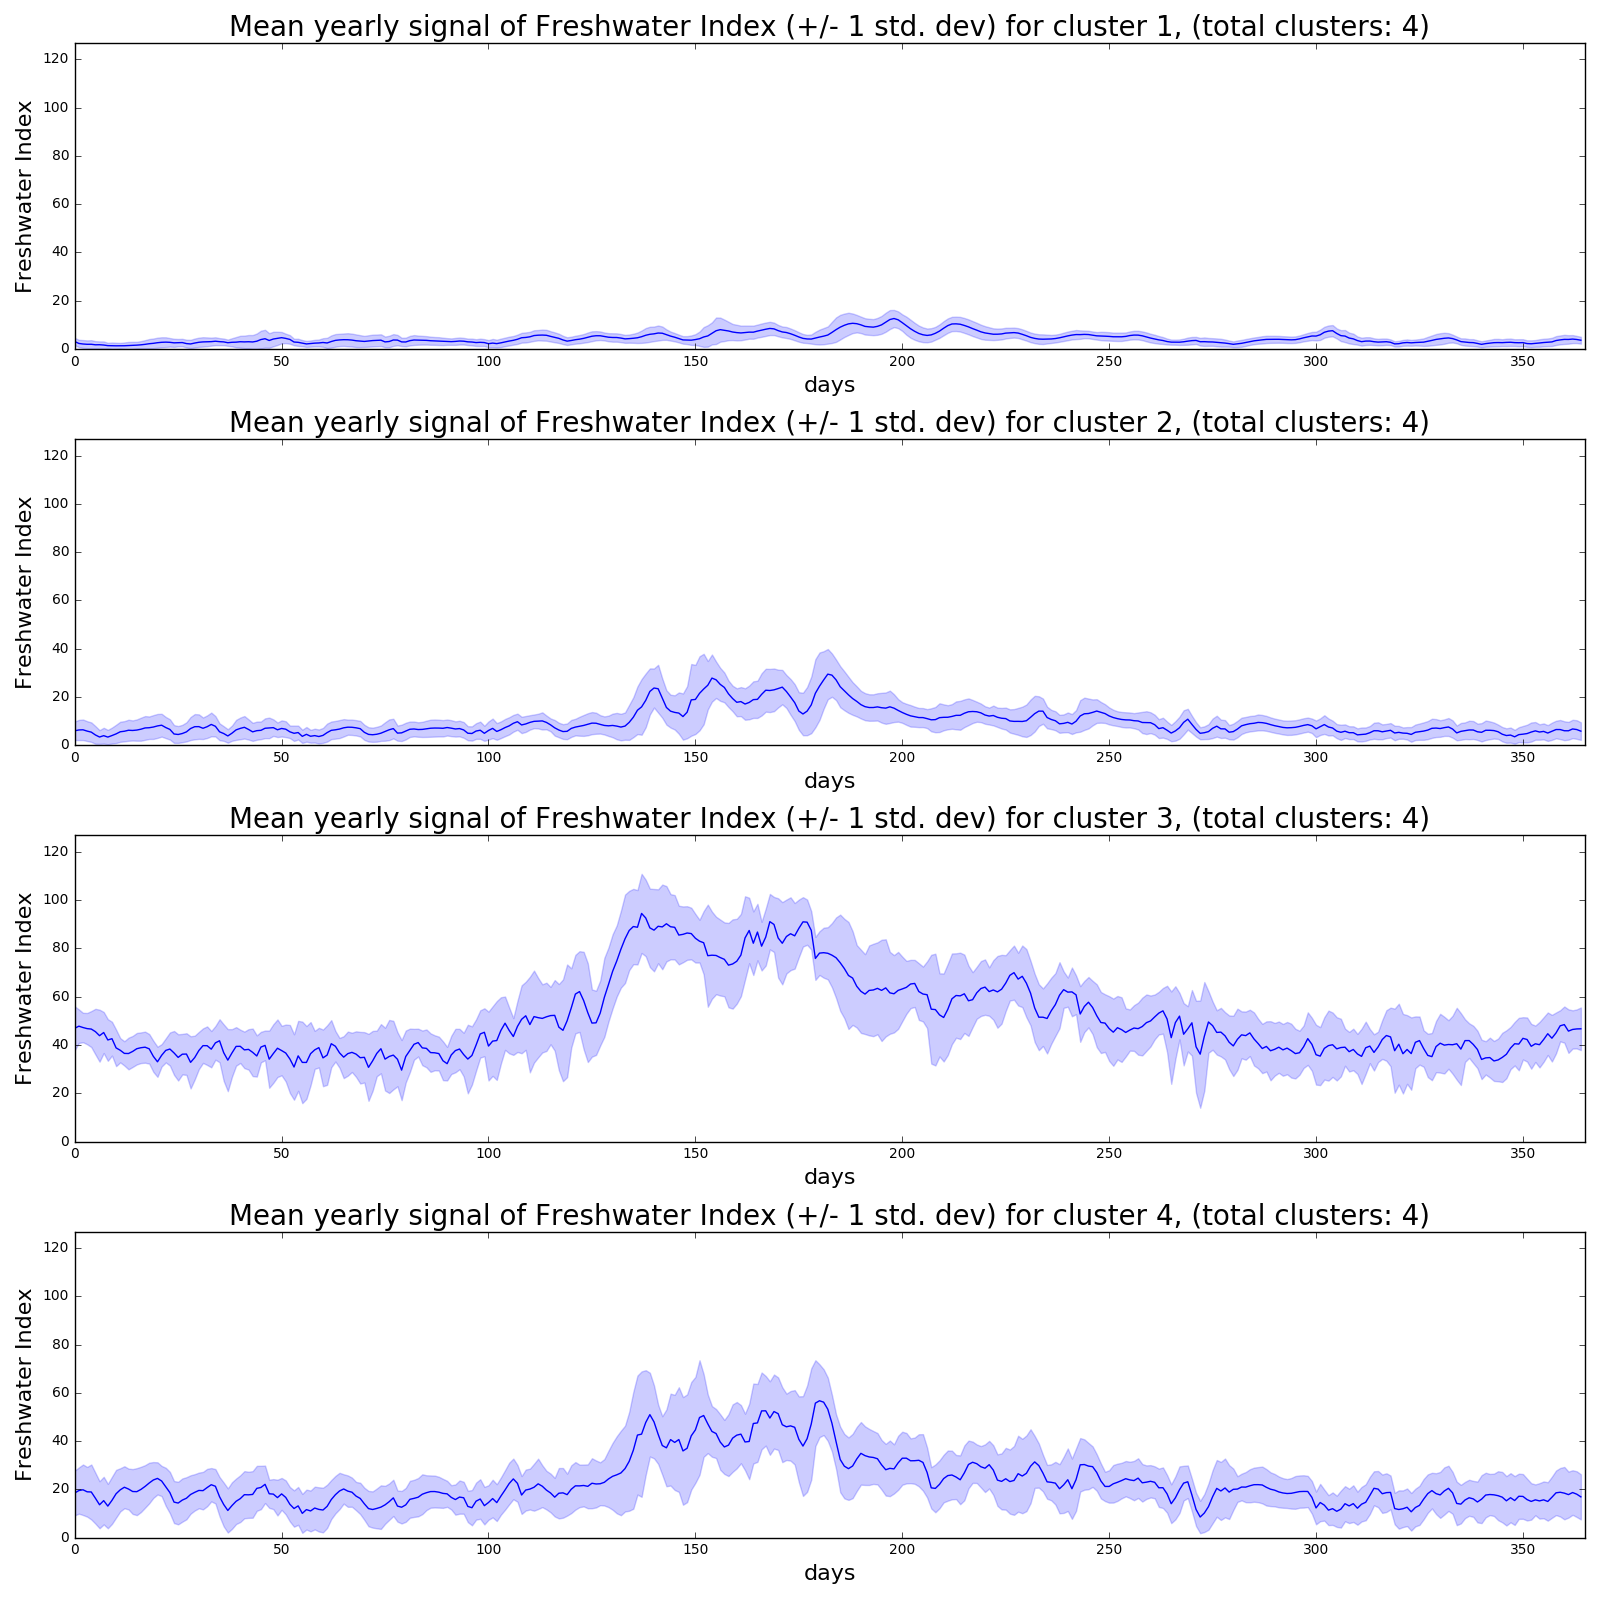 Mean yearly signal of Freshwater Index (+/- 1 std. dev) for cluster 1, (total clusters: 4)
Freshwater Index
120
100
80
60
40
20
0
0 50 100 150 200 250 300 350
days
Mean yearly signal of Freshwater Index (+/- 1 std. dev) for cluster 2, (total clusters: 4)
Freshwater Index
120
100
80
60
40
20
0
0 50 100 150 200 250 300 350
days
Mean yearly signal of Freshwater Index (+/- 1 std. dev) for cluster 3, (total clusters: 4)
Freshwater Index
120
100
80
60
40
20
0
0 50 100 150 200 250 300 350
days
Mean yearly signal of Freshwater Index (+/- 1 std. dev) for cluster 4, (total clusters: 4)
Freshwater Index
120
100
80
60
40
20
0
0 50 100 150 200 250 300 350
days